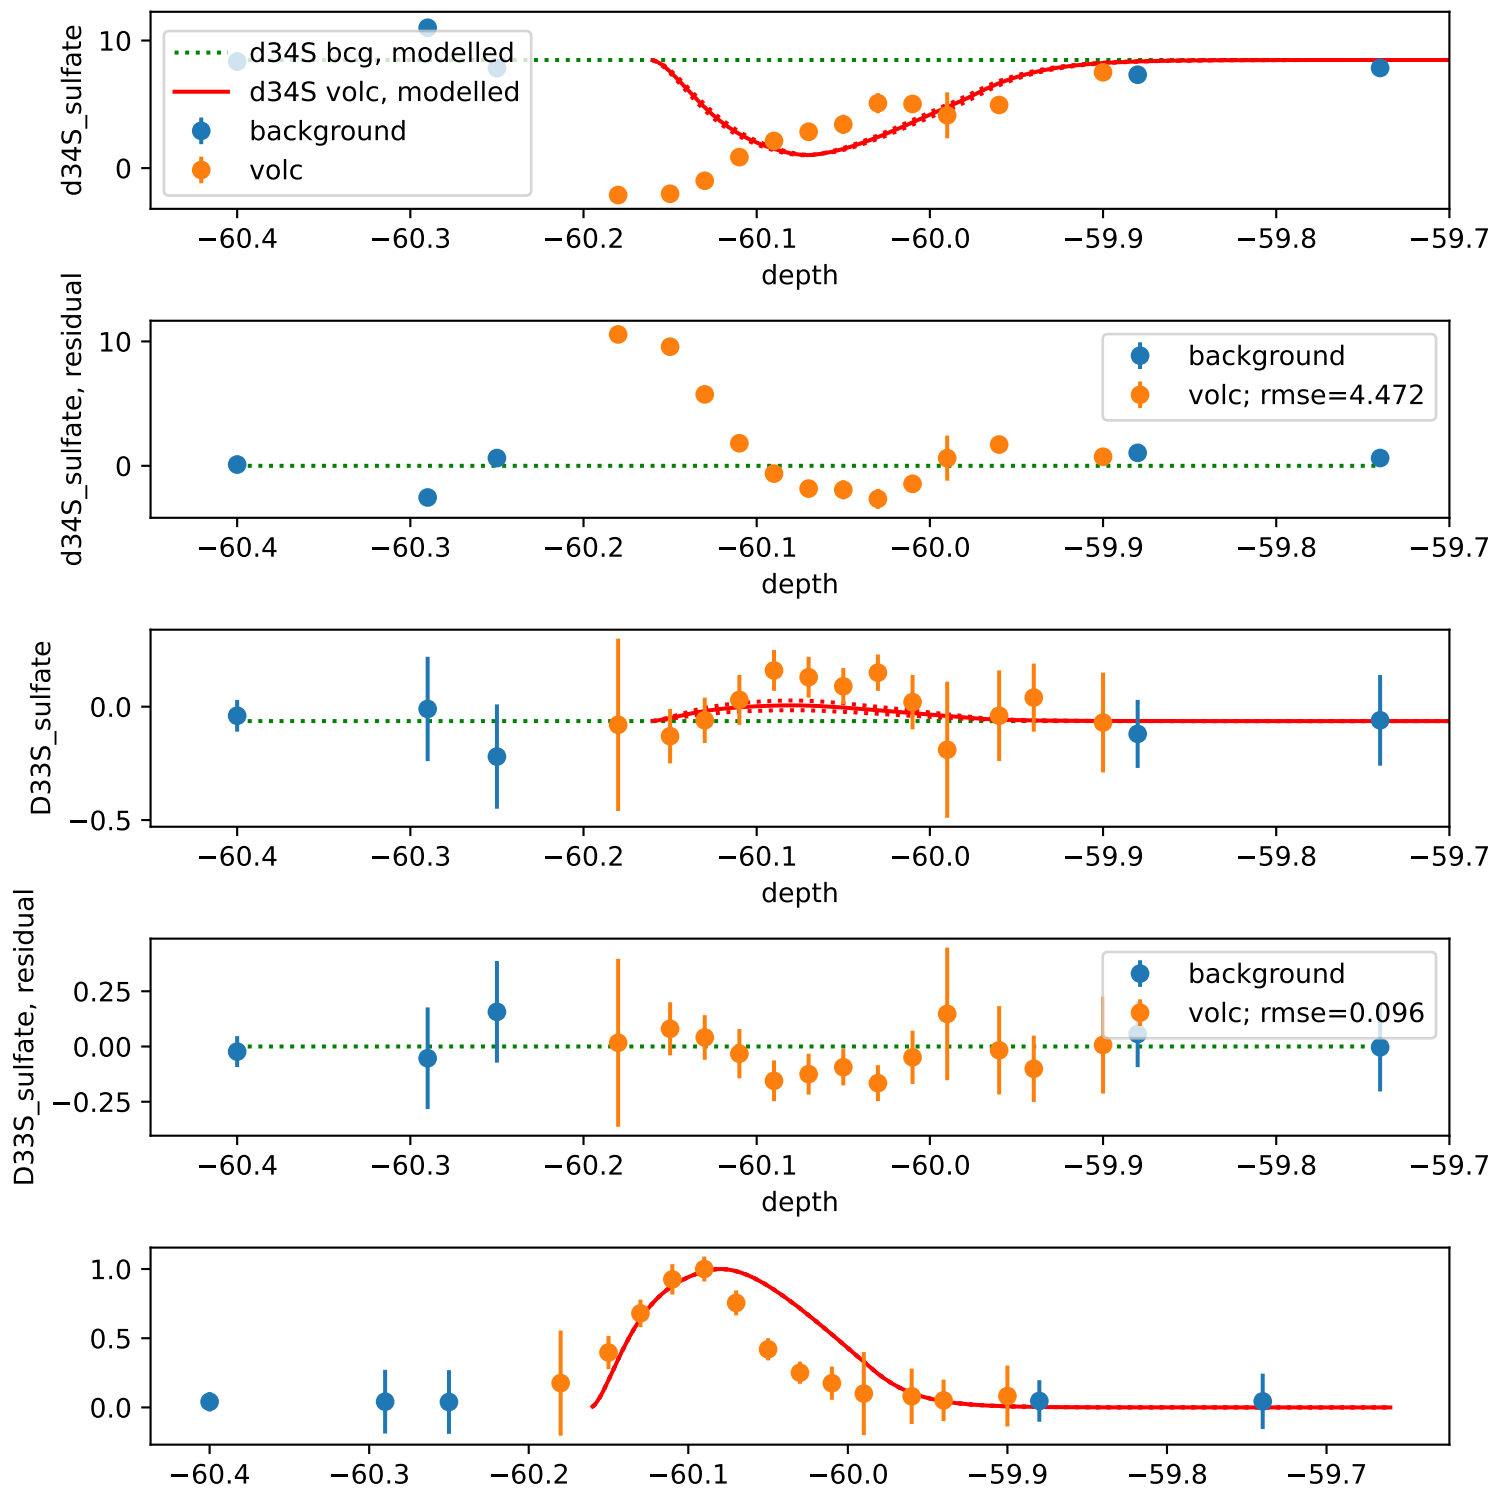 d34S_sulfate
10
0
d34S bcg, modelled
d34S volc, modelled
background
volc
−60.4 −60.3 −60.2 −60.1 −60.0 −59.9 −59.8 −59.7
depth
d34S_sulfate, residual
10
0
background
volc; rmse=4.472
−60.4 −60.3 −60.2 −60.1 −60.0 −59.9 −59.8 −59.7
depth
D33S_sulfate
0.0
−0.5
−60.4 −60.3 −60.2 −60.1 −60.0 −59.9 −59.8 −59.7
depth
D33S_sulfate, residual
0.25
0.00
−0.25
background
volc; rmse=0.096
−60.4 −60.3 −60.2 −60.1 −60.0 −59.9 −59.8 −59.7
depth
1.0
0.5
0.0
−60.4 −60.3 −60.2 −60.1 −60.0 −59.9 −59.8 −59.7